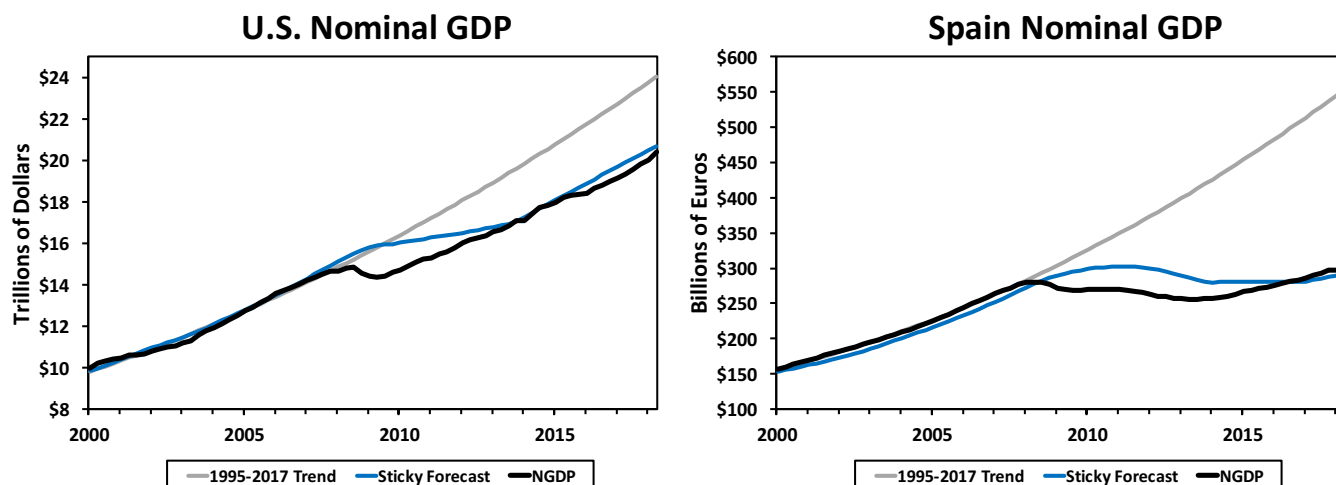 U.S. Nominal GDP
Trillions of Dollars
$24
$22
$20
$18
$16
$14
$12
$10
$8
2000
2005
2010
2015
1995-2017 Trend
Sticky Forecast
NGDP
Spain Nominal GDP
Billions of Euros
$600
$550
$500
$450
$400
$350
$300
$250
$200
$150
$100
2000
2005
2010
2015
1995-2017 Trend
Sticky Forecast
NGDP